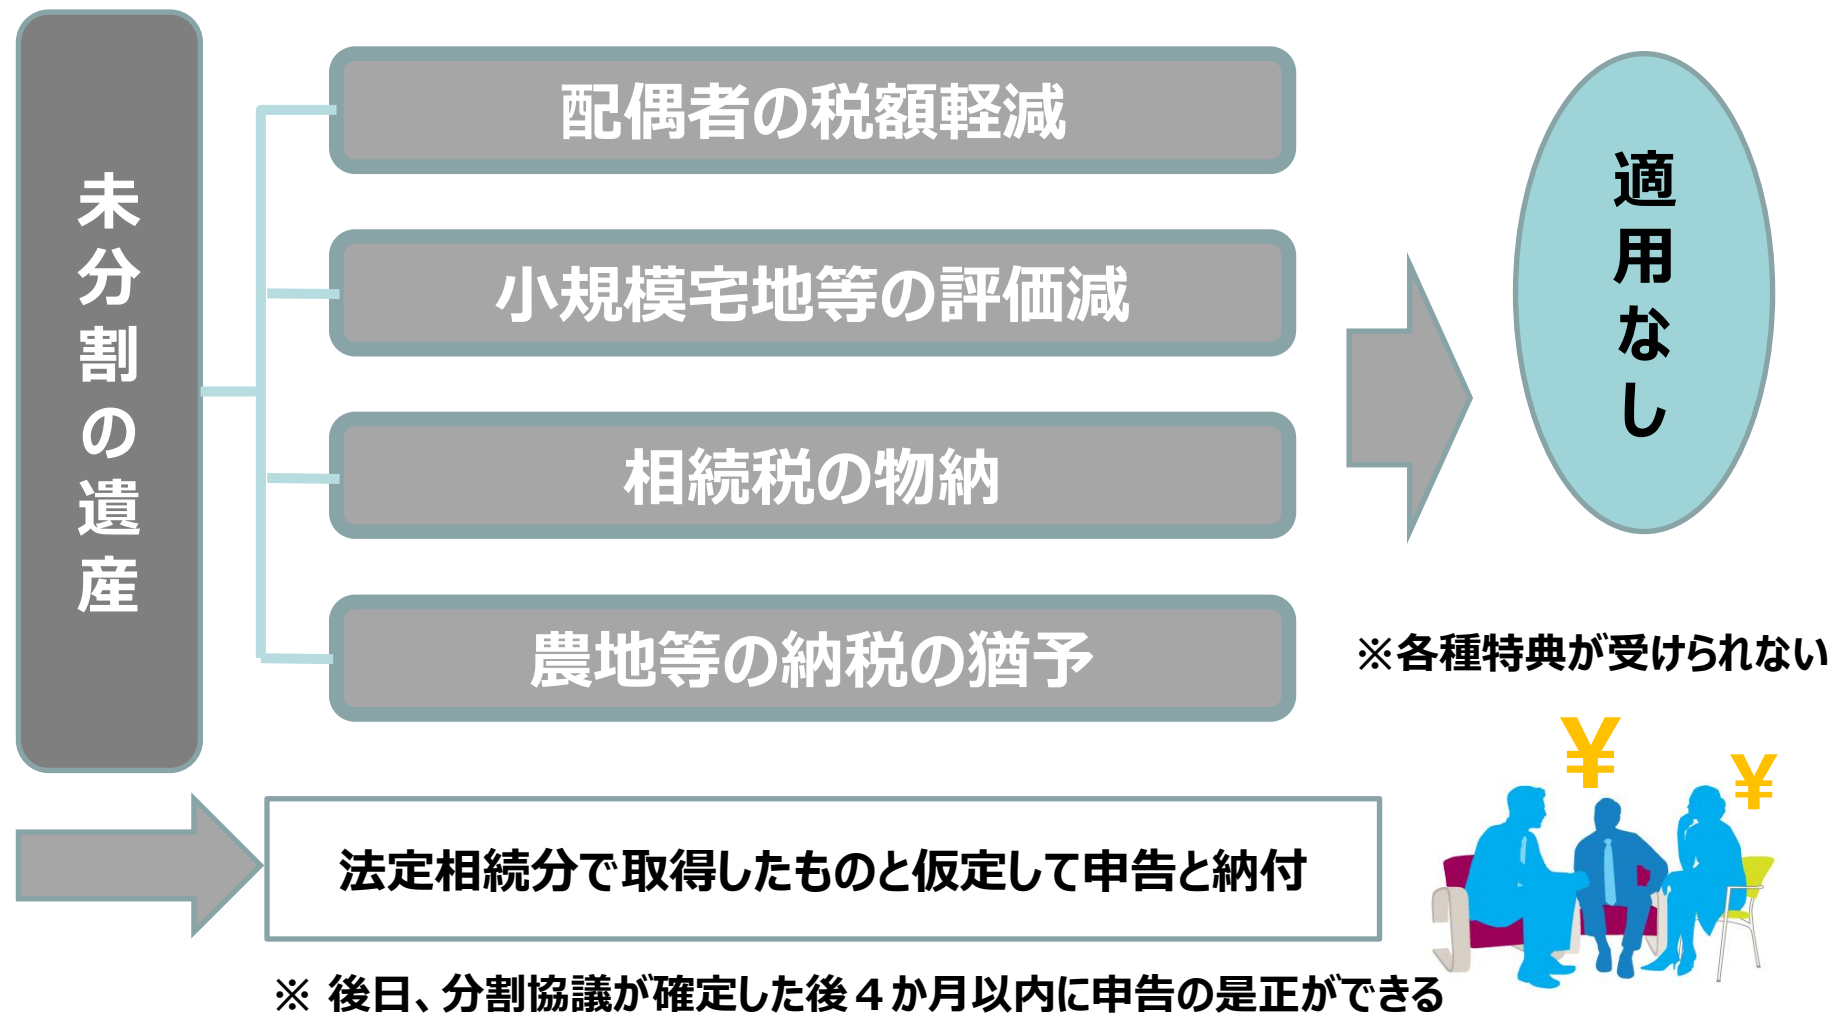 未分割の遺産
配偶者の税額軽減
小規模宅地等の評価減
相続税の物納
農地等の納税の猶予
適用なし
※各種特典が受けられない
¥
¥
法定相続分で取得したものと仮定して申告と納付
※ 後日、分割協議が確定した後４か月以内に申告の是正ができる